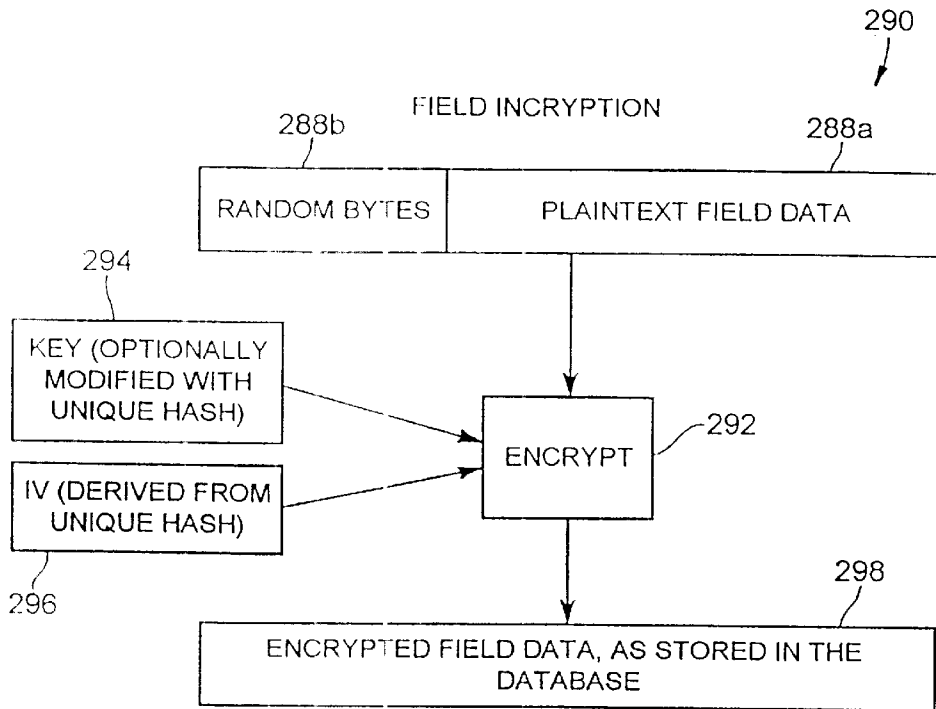 290
FIELD INCRYPTION
288b
288a
RANDOM BYTES
PLAINTEXT FIELD DATA
294
KEY (OPTIONALLY
MODIFIED WITH
UNIQUE HASH)
ENCRYPT
292
IV (DERIVED FROM
UNIQUE HASH)
296
298
ENCRYPTED FIELD DATA, AS STORED IN THE
DATABASE